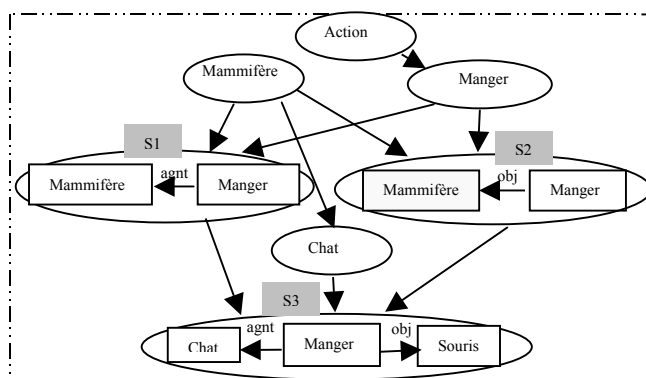 Action
Mammifère
Manger
S1
S2
Mammifère
agnt
Manger
Mammifère
obj
Manger
Chat
S3
Chat
agnt
Manger
obj
Souris